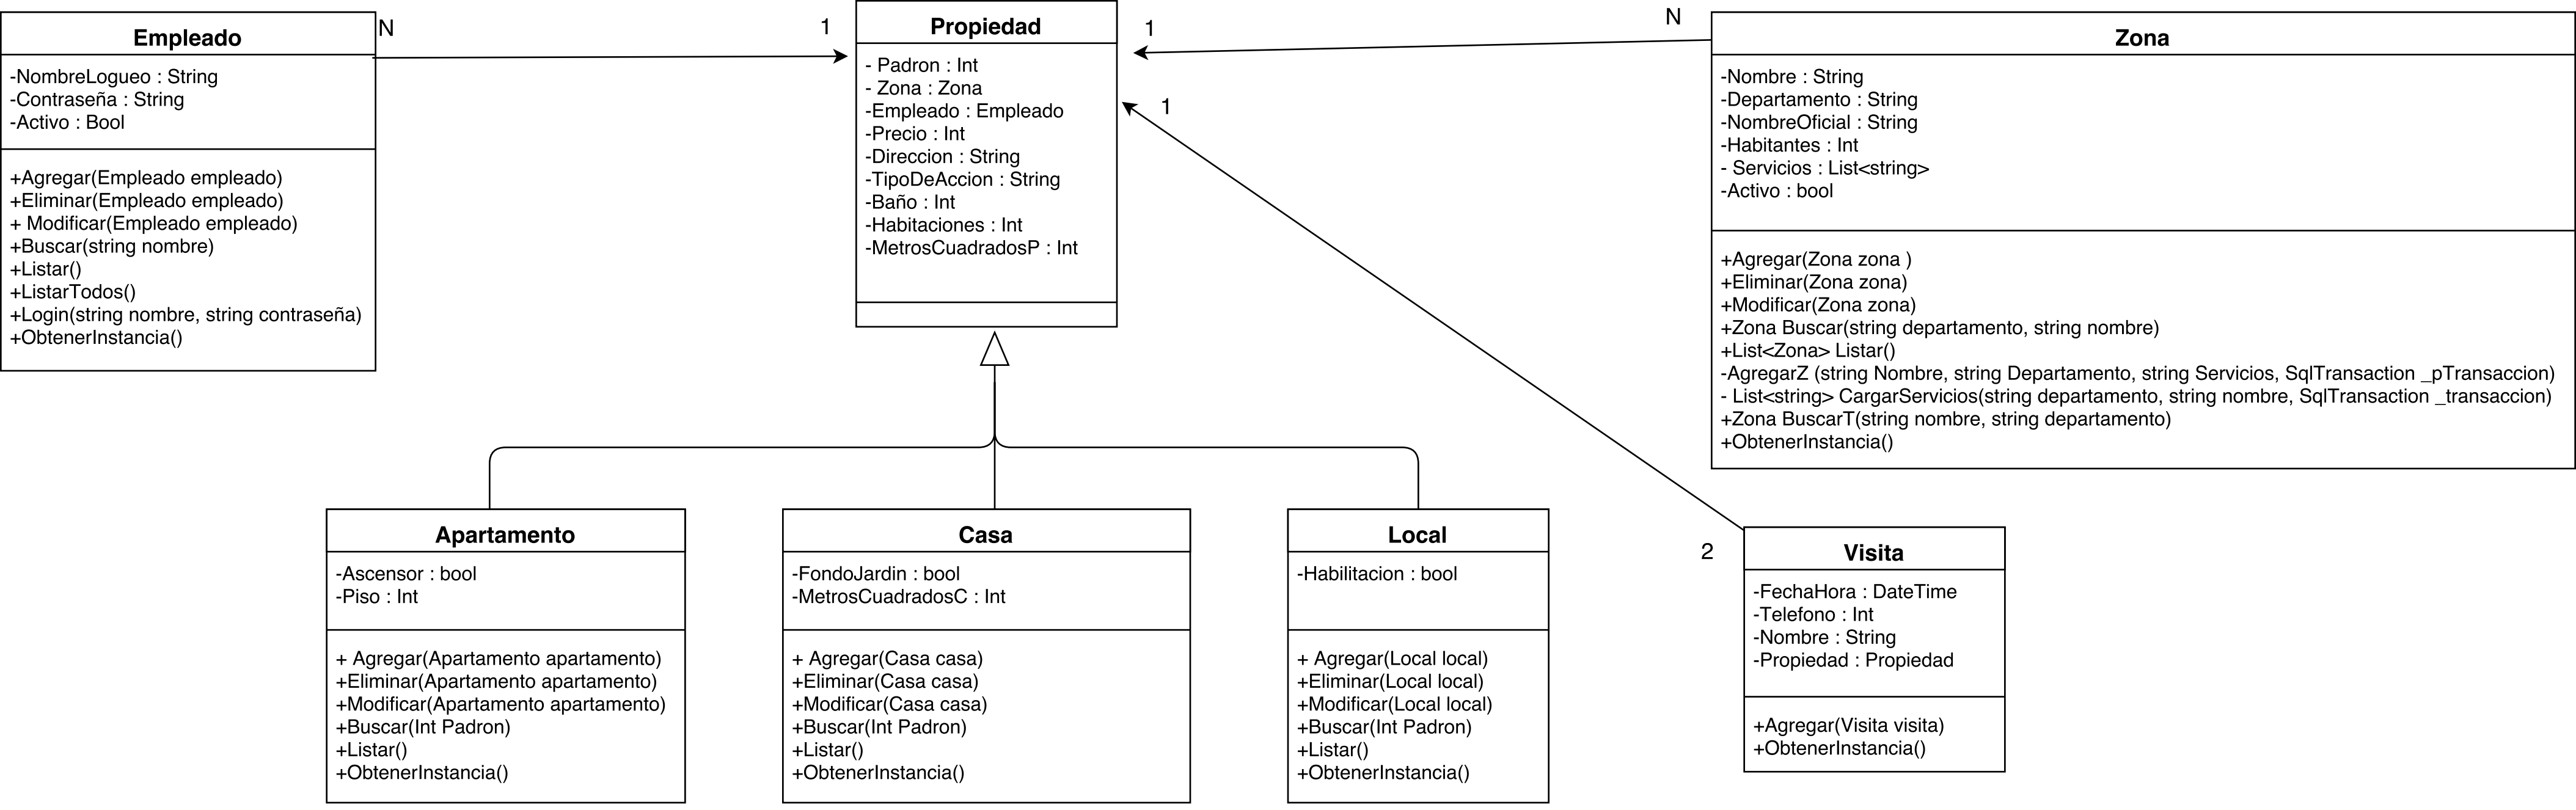 Empleado
-NombreLogueo : String
-Contraseña : String
-Activo : Bool
+Agregar(Empleado empleado)
+Eliminar(Empleado empleado)
+ Modificar(Empleado empleado)
+Buscar(string nombre)
+Listar()
+ListarTodos()
+Login(string nombre, string contraseña)
+ObtenerInstancia()
N
1
Propiedad
- Padron : Int
- Zona : Zona
-Empleado : Empleado
-Precio : Int
-Direccion : String
-TipoDeAccion : String
-Baño : Int
-Habitaciones : Int
-MetrosCuadradosP : Int
1
N
1
Zona
-Nombre : String
-Departamento : String
-NombreOficial : String
-Habitantes : Int
- Servicios : List<string>
-Activo : bool
+Agregar(Zona zona )
+Eliminar(Zona zona)
+Modificar(Zona zona)
+Zona Buscar(string departamento, string nombre)
+List<Zona> Listar()
-AgregarZ (string Nombre, string Departamento, string Servicios, SqlTransaction _pTransaccion)
- List<string> CargarServicios(string departamento, string nombre, SqlTransaction _transaccion)
+Zona BuscarT(string nombre, string departamento)
+ObtenerInstancia()
Apartamento
-Ascensor : bool
-Piso : Int
+ Agregar(Apartamento apartamento)
+Eliminar(Apartamento apartamento)
+Modificar(Apartamento apartamento)
+Buscar(Int Padron)
+Listar()
+ObtenerInstancia()
Casa
-FondoJardin : bool
-MetrosCuadradosC : Int
+ Agregar(Casa casa)
+Eliminar(Casa casa)
+Modificar(Casa casa)
+Buscar(Int Padron)
+Listar()
+ObtenerInstancia()
Local
-Habilitacion : bool
+ Agregar(Local local)
+Eliminar(Local local)
+Modificar(Local local)
+Buscar(Int Padron)
+Listar()
+ObtenerInstancia()
2
Visita
-FechaHora : DateTime
-Telefono : Int
-Nombre : String
-Propiedad : Propiedad
+Agregar(Visita visita)
+ObtenerInstancia()